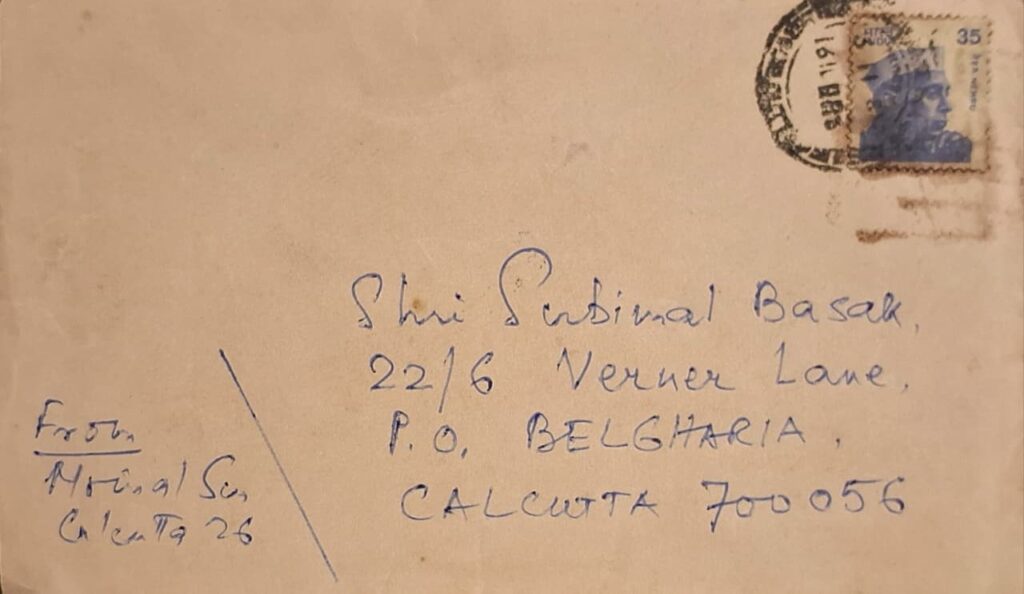 35
Shri Subimal Basak,
22/6 Verner Lane,
P.O. BELGHARIA,
CALCUTTA 700056
From
Mrinal Sen
Calcutta 26